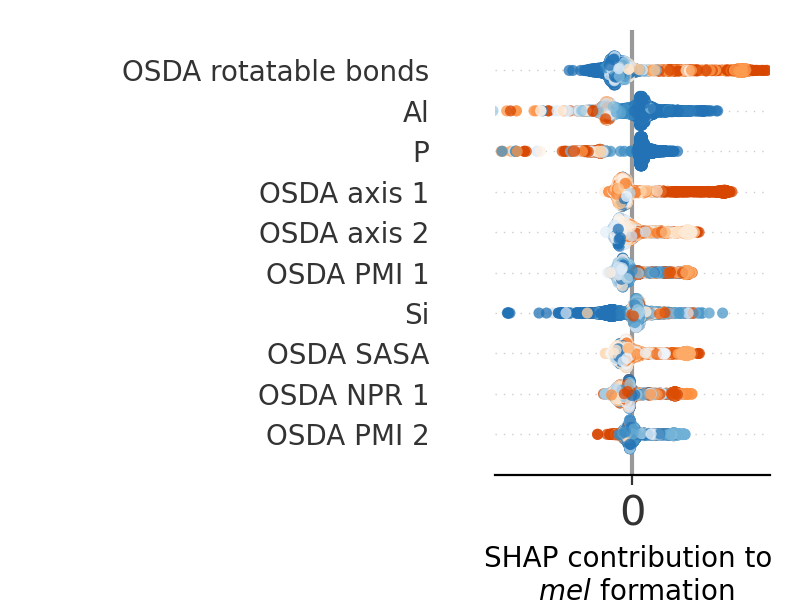 OSDA rotatable bonds
Al
P
OSDA axis 1
OSDA axis 2
OSDA PMI 1
Si
OSDA SASA
OSDA NPR 1
OSDA PMI 2
0
SHAP contribution to
mel formation